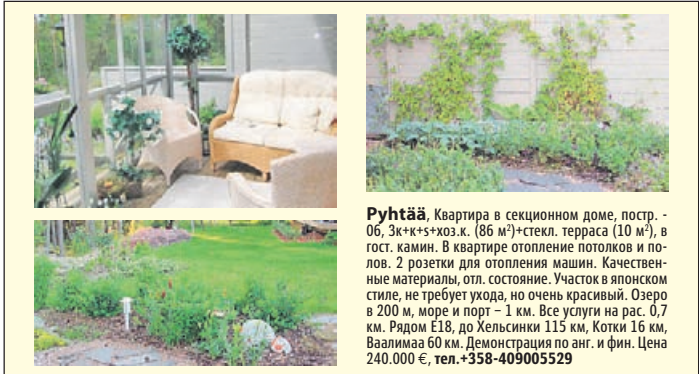 Pyhtää, Квартира в секционном доме, постр. -
06, 3к+к+s+хоз.к. (86 м²)+стекл. терраса (10 м²), в
гост. камин. В квартире отопление потолков и по-
лов. 2 розетки для отопления машин. Качествен-
ные материалы, отл. состояние. Участок в японском
стиле, не требует ухода, но очень красивый. Озеро
в 200 м, море и порт – 1 км. Все услуги на рас. 0,7
км. Рядом E18, до Хельсинки 115 км, Котки 16 км,
Ваалимаа 60 км. Демонстрация по анг. и фин. Цена
240.000 €, тел.+358-409005529